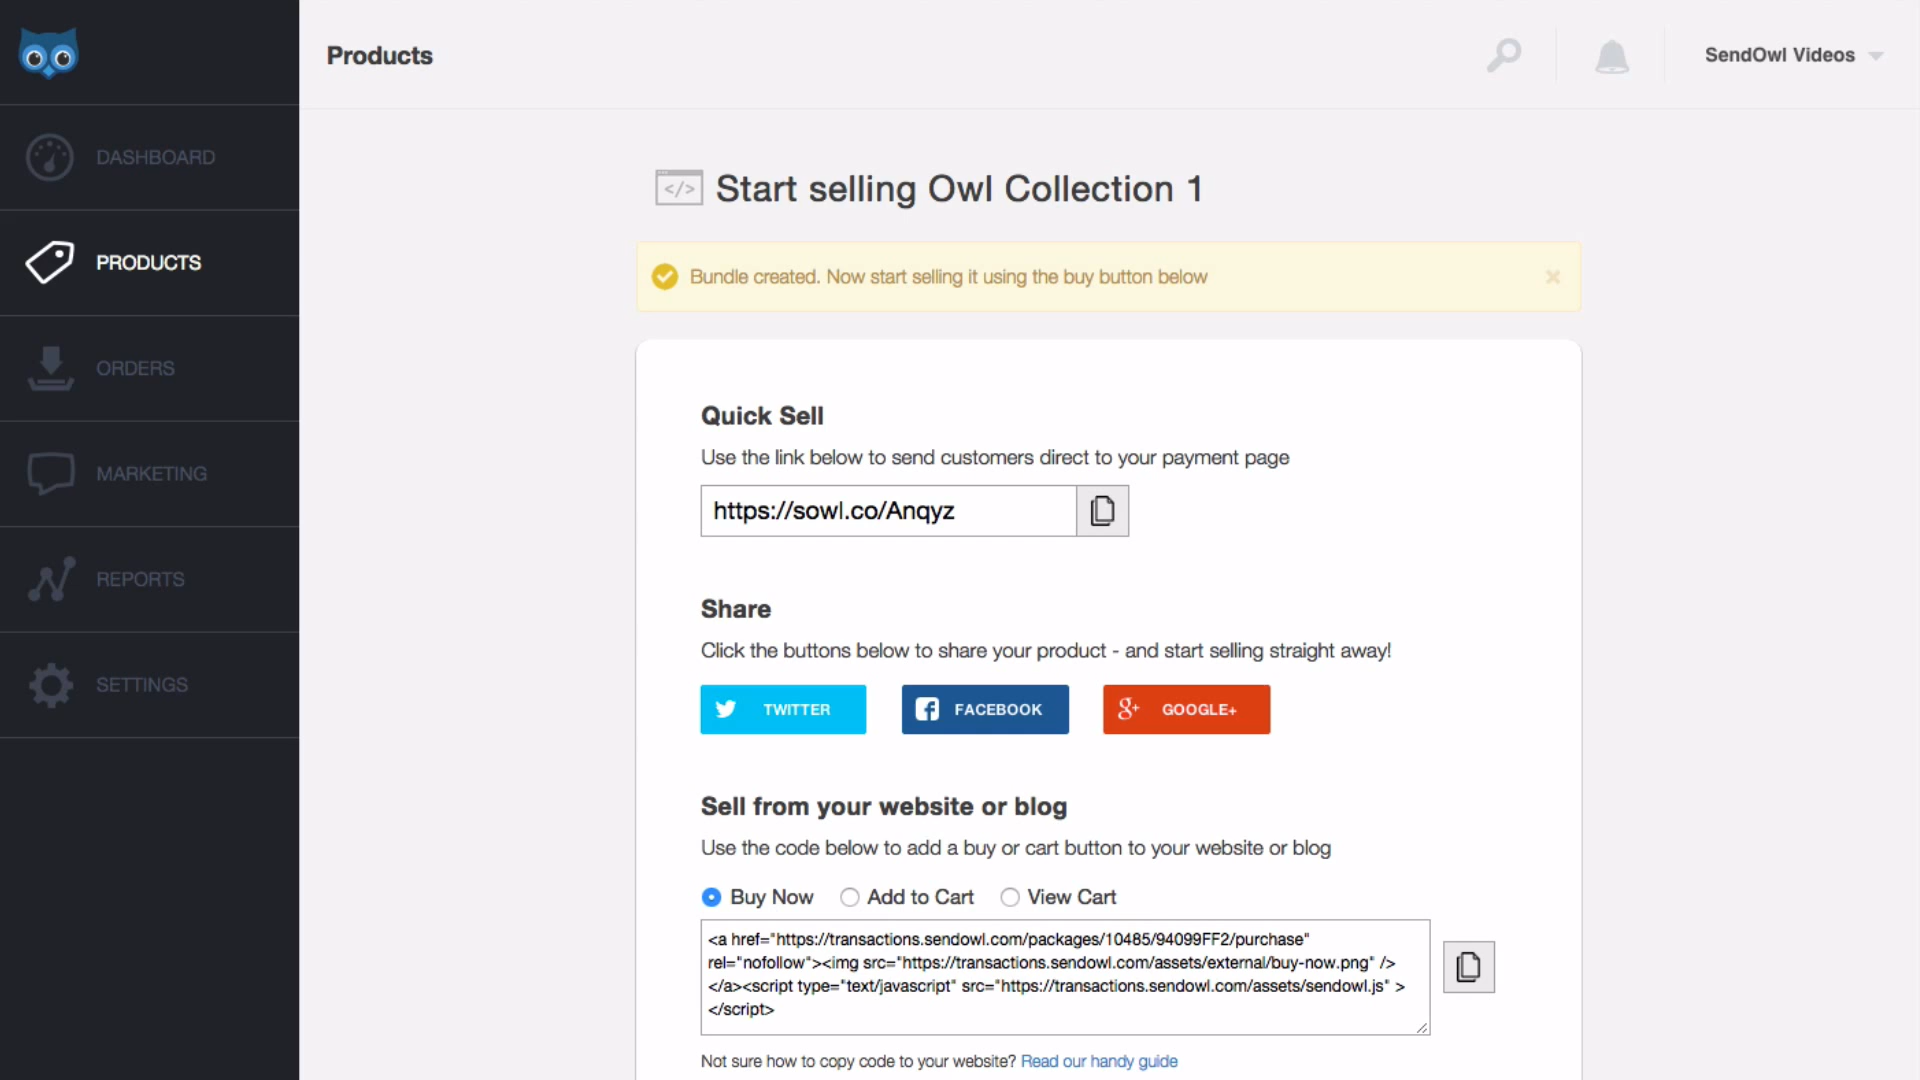 Products
SendOwl Videos
DASHBOARD
PRODUCTS
ORDERS
MARKETING
REPORTS
SETTINGS
</> Start selling Owl Collection 1
Bundle created. Now start selling it using the buy button below
×
Quick Sell
Use the link below to send customers direct to your payment page
https://sowl.co/Anqyz
Share
Click the buttons below to share your product - and start selling straight away!
TWITTER
FACEBOOK
g+ GOOGLE+
Sell from your website or blog
Use the code below to add a buy or cart button to your website or blog
Buy Now Add to Cart View Cart
<a href="https://transactions.sendowl.com/packages/10485/94099FF2/purchase"
rel="nofollow"><img src="https://transactions.sendowl.com/assets/external/buy-now.png" />
</a><script type="text/javascript" src="https://transactions.sendowl.com/assets/sendowl.js" >
</script>
Not sure how to copy code to your website? Read our handy guide